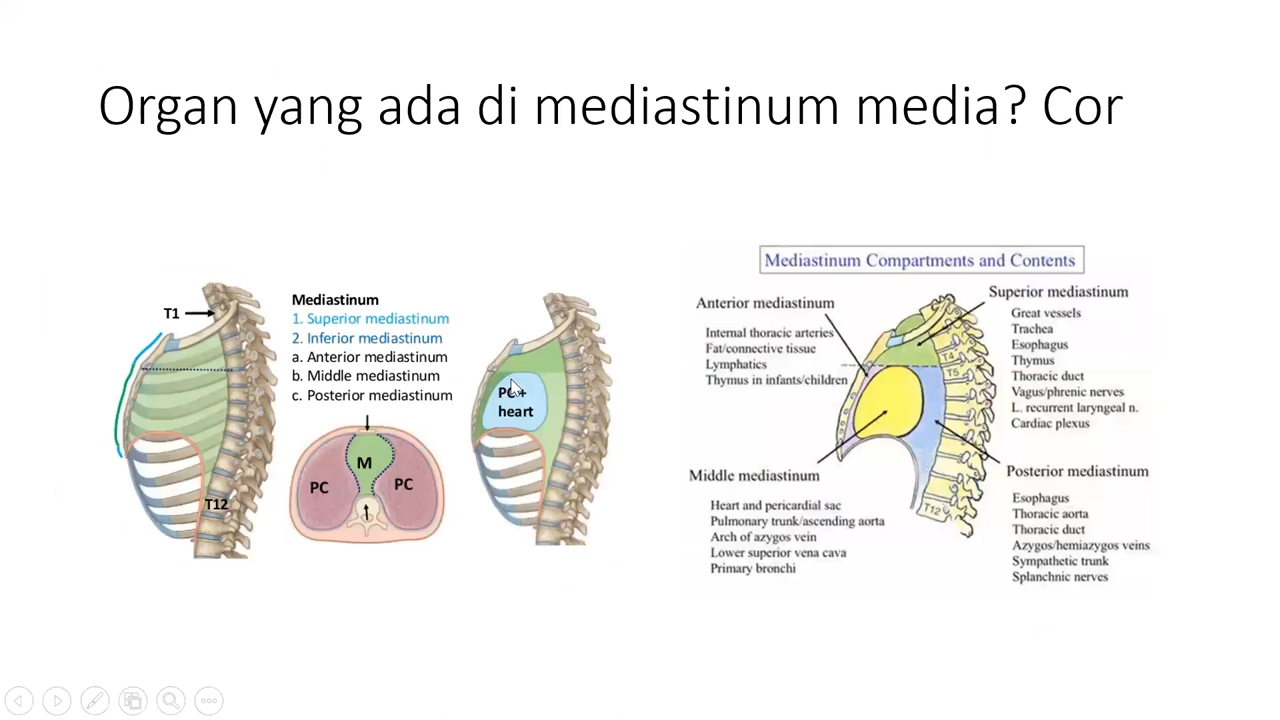 Organ yang ada di mediastinum media? Cor
T1
T12
Mediastinum
1. Superior mediastinum
2. Inferior mediastinum
a. Anterior mediastinum
b. Middle mediastinum
c. Posterior mediastinum
M
PC
PC
PC +
heart
Mediastinum Compartments and Contents
Anterior mediastinum
Internal thoracic arteries
Fat/connective tissue
Lymphatics
Thymus in infants/children
Superior mediastinum
Great vessels
Trachea
Esophagus
Thymus
Thoracic duct
Vagus/phrenic nerves
L. recurrent laryngeal n.
Cardiac plexus
T4
T5
T12
Middle mediastinum
Heart and pericardial sac
Pulmonary trunk/ascending aorta
Arch of azygos vein
Lower superior vena cava
Primary bronchi
Posterior mediastinum
Esophagus
Thoracic aorta
Thoracic duct
Azygos/hemiazygos veins
Sympathetic trunk
Splanchnic nerves